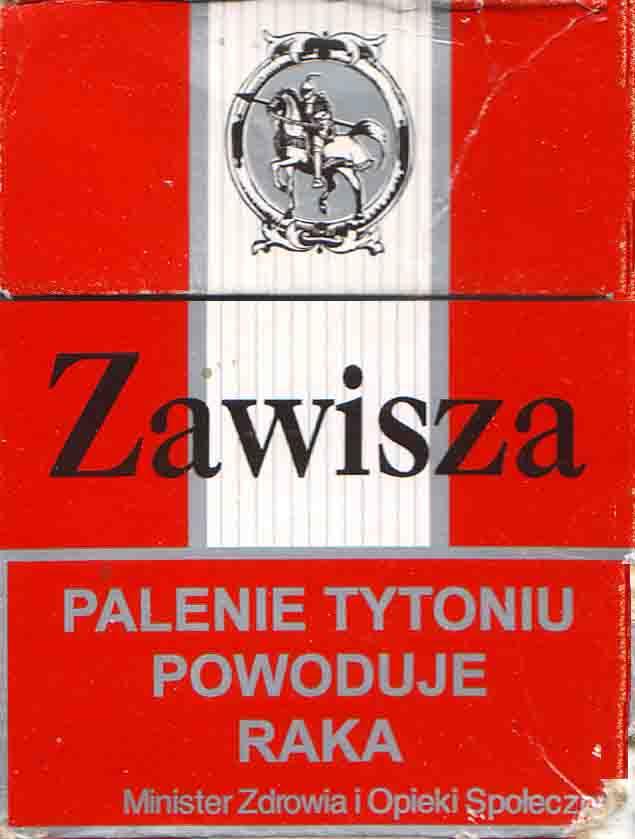 Zawisza
PALENIE TYTONIU
POWODUJE
RAKA
Minister Zdrowia i Opieki